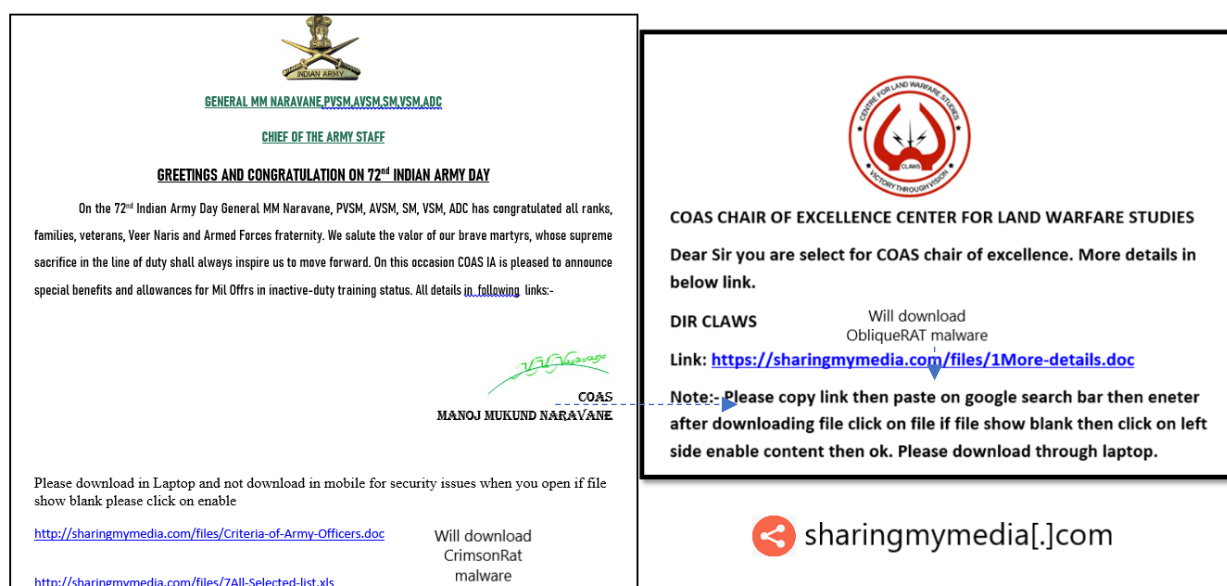 INDIAN ARMY
GENERAL MM NARAVANE,PVSM,AVSM,SM,VSM,ADC
CHIEF OF THE ARMY STAFF
GREETINGS AND CONGRATULATION ON 72nd INDIAN ARMY DAY
On the 72nd Indian Army Day General MM Naravane, PVSM, AVSM, SM, VSM, ADC has congratulated all ranks,
families, veterans, Veer Naris and Armed Forces fraternity. We salute the valor of our brave martyrs, whose supreme
sacrifice in the line of duty shall always inspire us to move forward. On this occasion COAS IA is pleased to announce
special benefits and allowances for Mil Offrs in inactive-duty training status. All details in following links:-
COAS
MANOJ MUKUND NARAVANE
Please download in Laptop and not download in mobile for security issues when you open if file
show blank please click on enable
http://sharingmymedia.com/files/Criteria-of-Army-Officers.doc
Will download
CrimsonRat
malware
http://sharingmymedia.com/files/7All-Selected-list.xls
CENTRE FOR LAND WARFARE STUDIES
CLAWS
VICTORY THROUGH VISION
COAS CHAIR OF EXCELLENCE CENTER FOR LAND WARFARE STUDIES
Dear Sir you are select for COAS chair of excellence. More details in
below link.
DIR CLAWS
Will download
ObliqueRAT malware
Link: https://sharingmymedia.com/files/1More-details.doc
Note:- Please copy link then paste on google search bar then eneter
after downloading file click on file if file show blank then click on left
side enable content then ok. Please download through laptop.
sharingmymedia[.]com